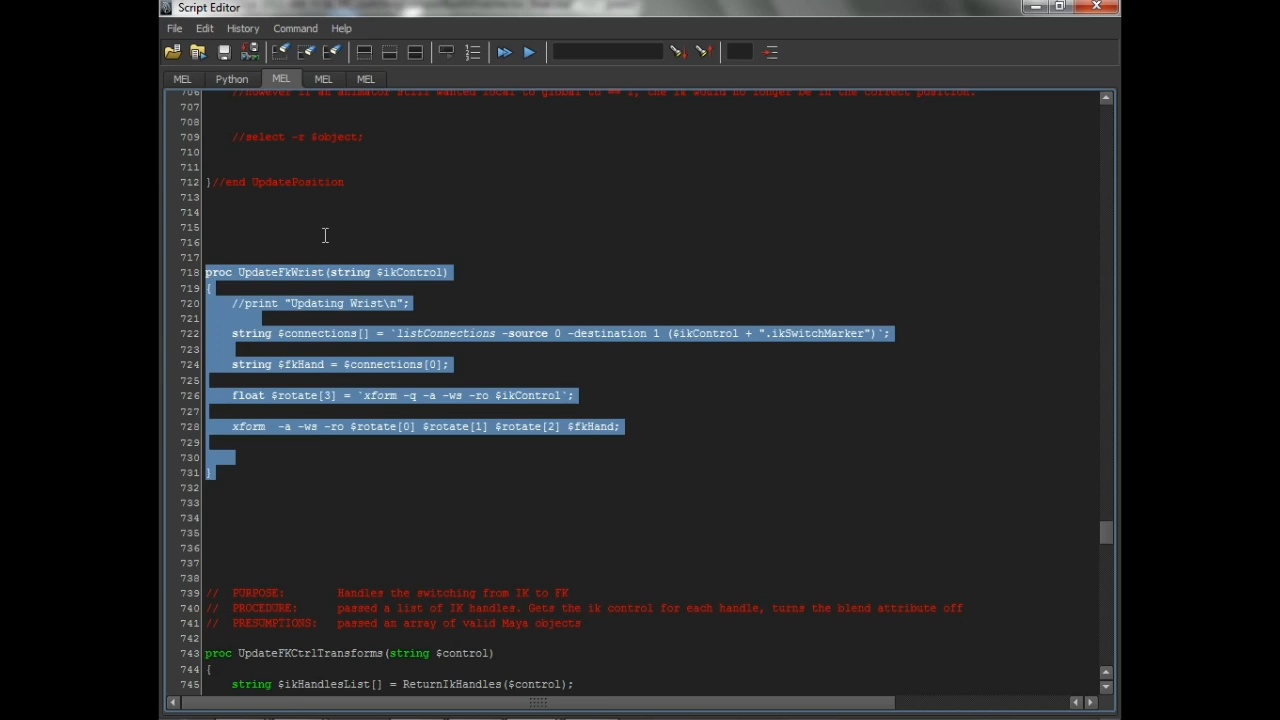 Script Editor
File Edit History Command Help
MEL Python MEL MEL MEL
706 //however if an animator still wanted local to global to == 1, the ik would no longer be in the correct position.
707
708
709 //select -r $object;
710
711
712 }//end UpdatePosition
713
714
715
716
717
718 proc UpdateFkWrist(string $ikControl)
719 {
720 //print "Updating Wrist\n";
721
722 string $connections[] = `listConnections -source 0 -destination 1 ($ikControl + ".ikSwitchMarker")`;
723
724 string $fkHand = $connections[0];
725
726 float $rotate[3] = `xform -q -a -ws -ro $ikControl`;
727
728 xform -a -ws -ro $rotate[0] $rotate[1] $rotate[2] $fkHand;
729
730
731 }
732
733
734
735
736
737
738
739 // PURPOSE: Handles the switching from IK to FK
740 // PROCEDURE: passed a list of IK handles. Gets the ik control for each handle, turns the blend attribute off
741 // PRESUMPTIONS: passed an array of valid Maya objects
742
743 proc UpdateFKCtrlTransforms(string $control)
744 {
745 string $ikHandlesList[] = ReturnIkHandles($control);